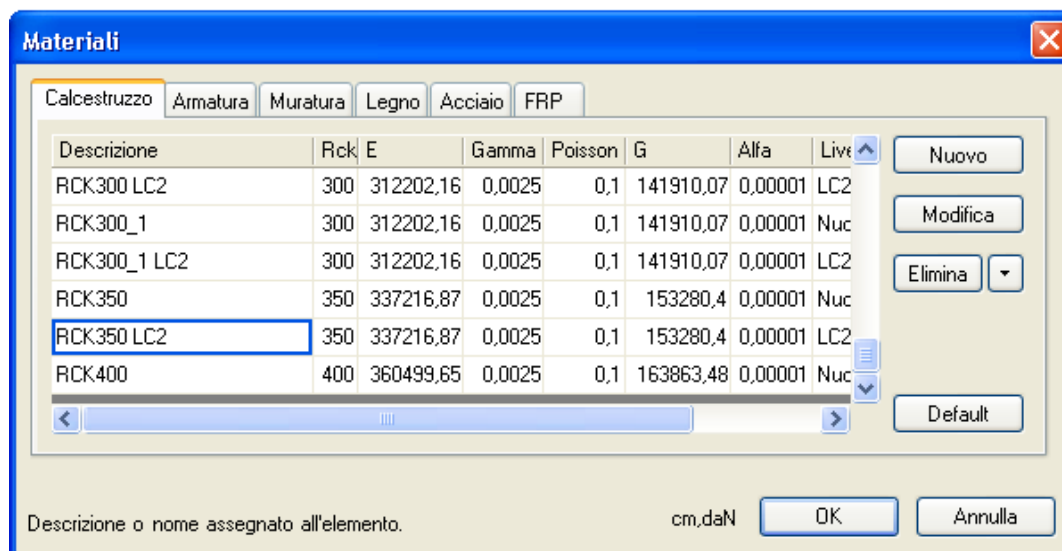 Materiali
Calcestruzzo Armatura Muratura Legno Acciaio FRP
Descrizione Rck E Gamma Poisson G Alfa Live
RCK300 LC2 300 312202,16 0,0025 0,1 141910,07 0,00001 LC2
RCK300_1 300 312202,16 0,0025 0,1 141910,07 0,00001 Nuo
RCK300_1 LC2 300 312202,16 0,0025 0,1 141910,07 0,00001 LC2
RCK350 350 337216,87 0,0025 0,1 153280,4 0,00001 Nuo
RCK350 LC2 350 337216,87 0,0025 0,1 153280,4 0,00001 LC2
RCK400 400 360499,65 0,0025 0,1 163863,48 0,00001 Nuo
Nuovo
Modifica
Elimina
Default
Descrizione o nome assegnato all'elemento. cm,daN OK Annulla